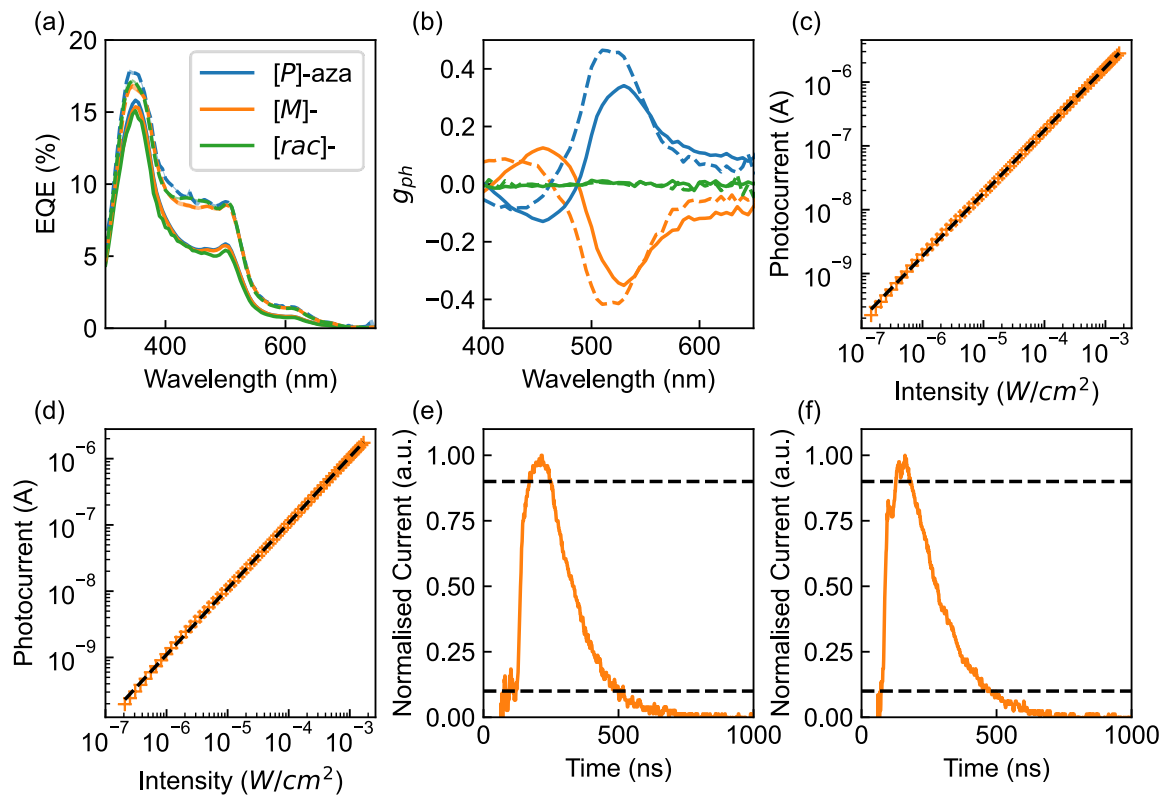 (a)
EQE (%)
20
15
10
5
0
400
600
Wavelength (nm)
[P]-aza
[M]-
[rac]-
(b)
g_ph
0.4
0.2
0.0
−0.2
−0.4
400
500
600
Wavelength (nm)
(c)
Photocurrent (A)
10⁻⁶
10⁻⁷
10⁻⁸
10⁻⁹
10⁻⁷ 10⁻⁶ 10⁻⁵ 10⁻⁴ 10⁻³
Intensity (W/cm²)
(d)
Photocurrent (A)
10⁻⁶
10⁻⁷
10⁻⁸
10⁻⁹
10⁻⁷ 10⁻⁶ 10⁻⁵ 10⁻⁴ 10⁻³
Intensity (W/cm²)
(e)
Normalised Current (a.u.)
1.00
0.75
0.50
0.25
0.00
0
500
1000
Time (ns)
(f)
Normalised Current (a.u.)
1.00
0.75
0.50
0.25
0.00
0
500
1000
Time (ns)